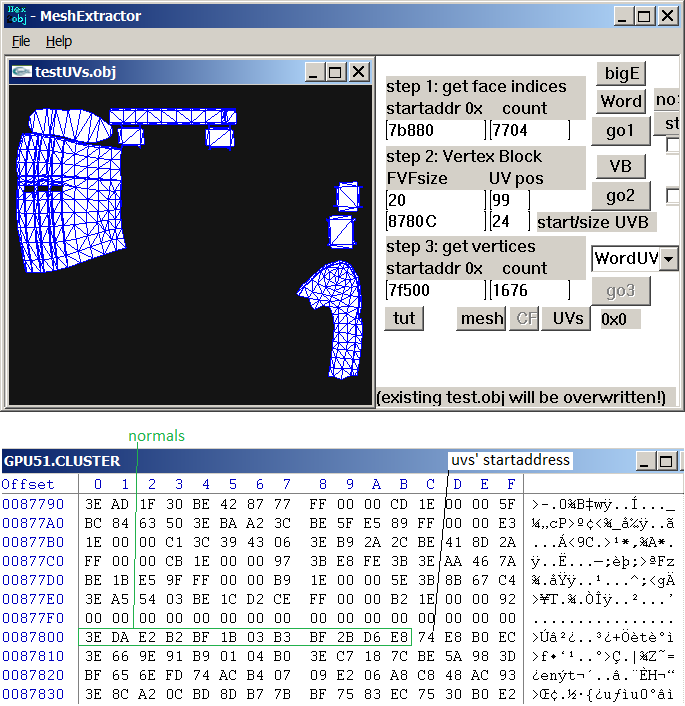 Hex
obj - MeshExtractor
File Help
testUVs.obj
bigE
step 1: get face indices
startaddr 0x count
Word
no
7b880 7704
go1
st
step 2: Vertex Block
FVFsize UV pos
VB
20 99
go2
8780C 24 start/size UVB
step 3: get vertices
startaddr 0x count
WordUV
7f500 1676
go3
tut mesh CF UVs 0x0
(existing test.obj will be overwritten!)
normals
uvs' startaddress
GPU51.CLUSTER
Offset 0 1 2 3 4 5 6 7 8 9 A B C D E F
0087790 3E AD 1F 30 BE 42 87 77 FF 00 00 CD 1E 00 00 5F >-.0¾B‡wÿ..Í..._
000877A0 BC 84 63 50 3E BA A2 3C BE 5F E5 89 FF 00 00 E3 ¼„cP>º¢<¾_å‰ÿ..ã
000877B0 1E 00 00 C1 3C 39 43 06 3E B9 2A 2C BE 41 8D 2A ...Á<9C.>¹*,¾A.*
000877C0 FF 00 00 CB 1E 00 00 97 3B E8 FE 3B 3E AA 46 7A ÿ..Ë...—;èþ;>ªFz
000877D0 BE 1B E5 9F FF 00 00 B9 1E 00 00 5E 3B 8B 67 C4 ¾.åŸÿ..¹...^;‹gÄ
000877E0 3E A5 54 03 BE 1C D2 CE FF 00 00 B2 1E 00 00 92 >¥T.¾.ÒÎÿ..²...’
000877F0 00 00 00 00 00 00 00 00 00 00 00 00 00 00 00 00 ................
00087800 3E DA E2 B2 BF 1B 03 B3 BF 2B D6 E8 74 E8 B0 EC >Úâ²¿..³¿+Öètè°ì
00087810 3E 66 9E 91 B9 01 04 B0 3E C7 18 7C BE 5A 98 3D >fž‘¹..°>Ç.|¾Z˜=
00087820 BF 65 6E FD 74 AC B4 07 09 E2 06 A8 C8 48 AC 93 ¿enýt¬´..â.¨ÈH¬“
00087830 3E 8C A2 0C BD 8D B7 7B BF 75 83 EC 75 30 B0 E2 >Œ¢.½.·{¿uƒìu0°â